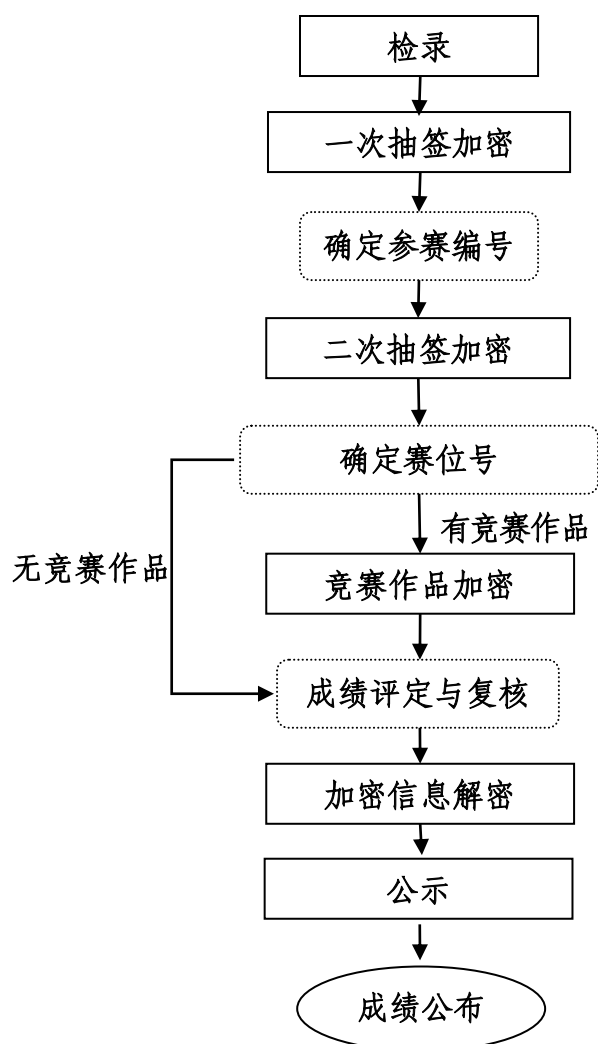 检录
一次抽签加密
确定参赛编号
二次抽签加密
确定赛位号
有竞赛作品
无竞赛作品
竞赛作品加密
成绩评定与复核
加密信息解密
公示
成绩公布